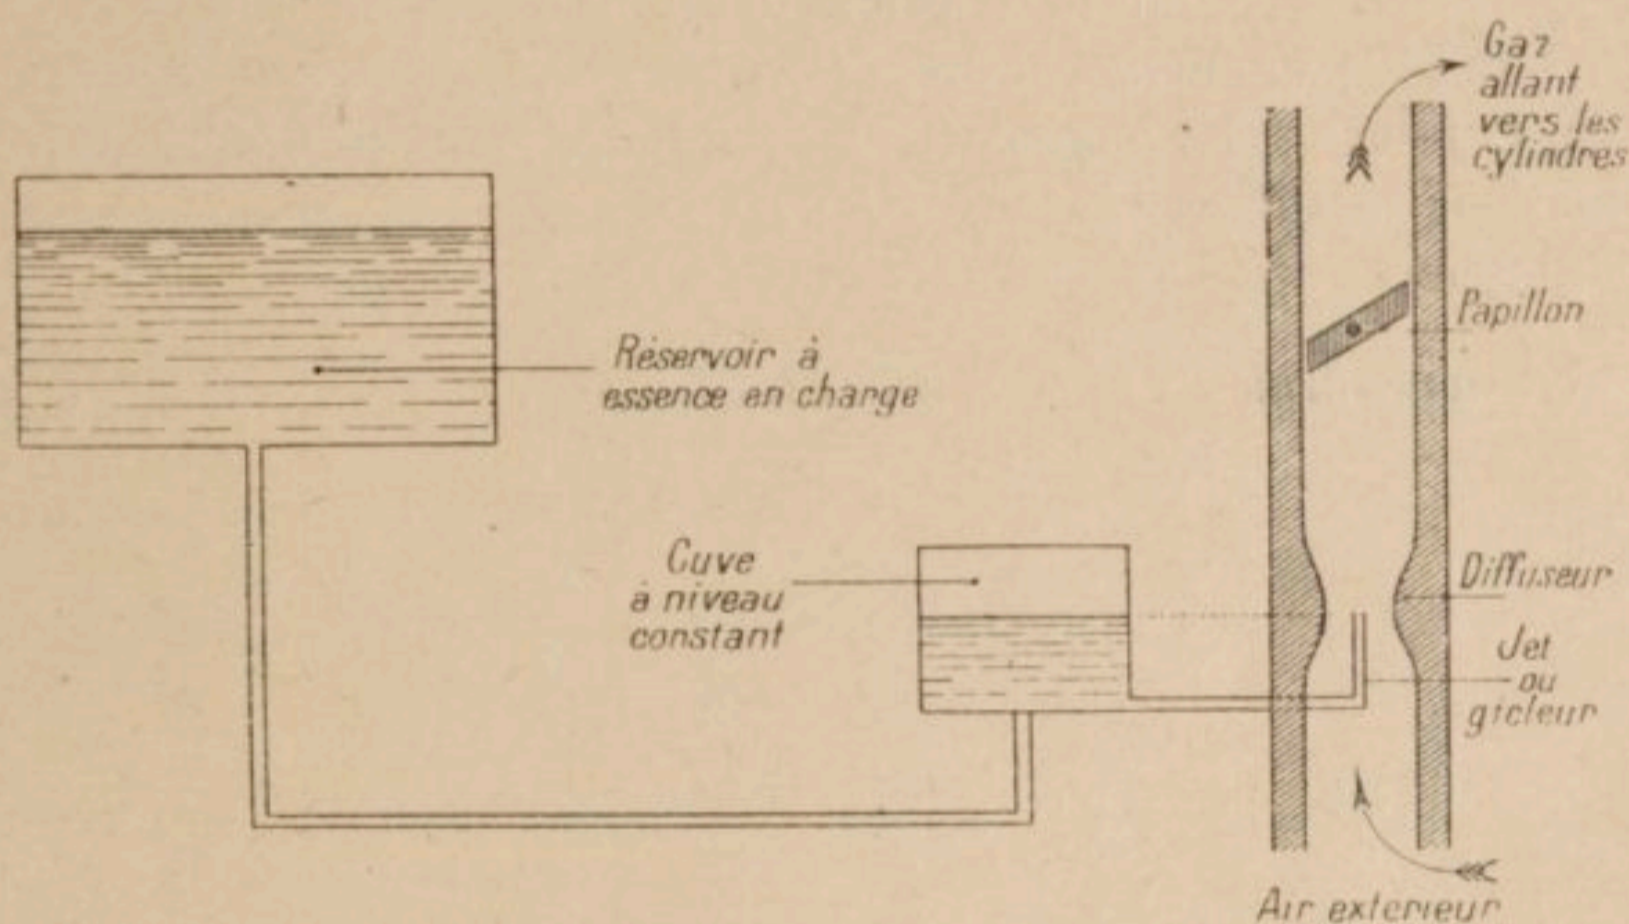 Gaz
allant
vers les
cylindres
Papillon
Réservoir à
essence en charge
Cuve
à niveau
constant
Diffuseur
Jet
ou
gicleur
Air extérieur